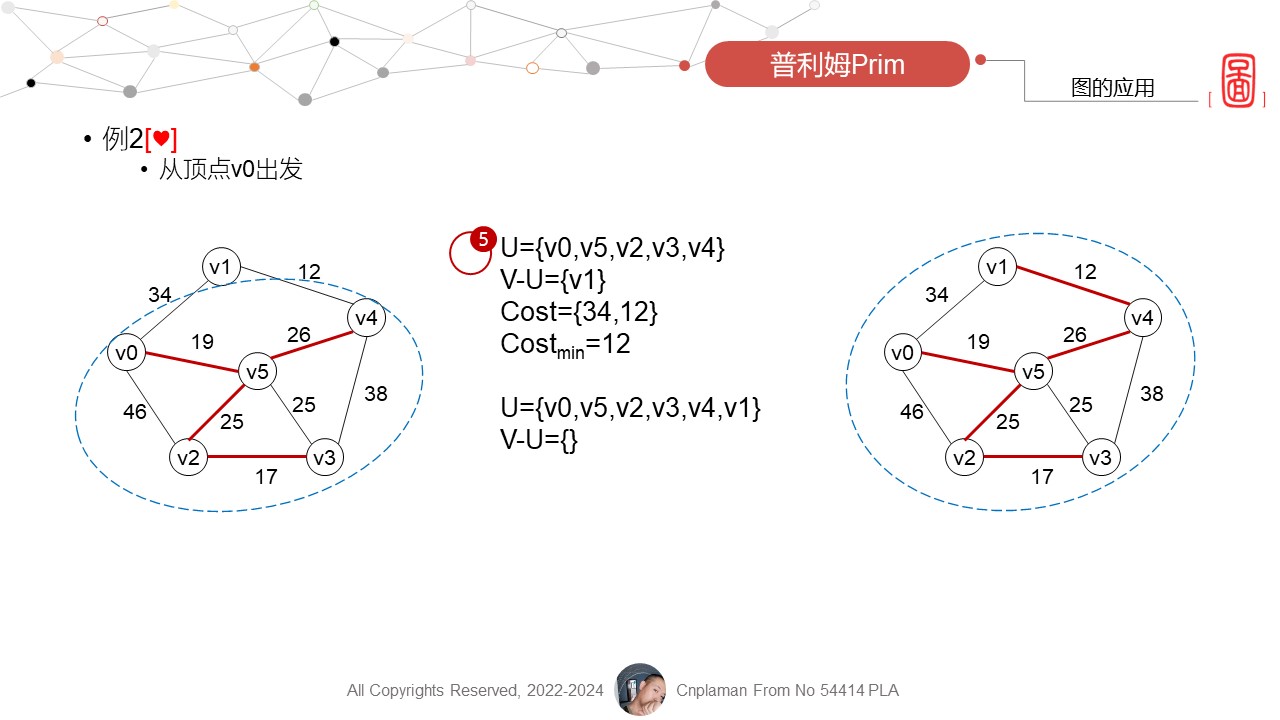 普利姆Prim
图的应用
[圖]
• 例2[♥]
• 从顶点v0出发
5
U={v0,v5,v2,v3,v4}
V-U={v1}
Cost={34,12}
Costmin=12
U={v0,v5,v2,v3,v4,v1}
V-U={}
v1
12
34
v4
19
26
v0
v5
46
25
25
38
v2
v3
17
v1
12
34
v4
19
26
v0
v5
46
25
25
38
v2
v3
17
All Copyrights Reserved, 2022-2024
Cnplaman From No 54414 PLA